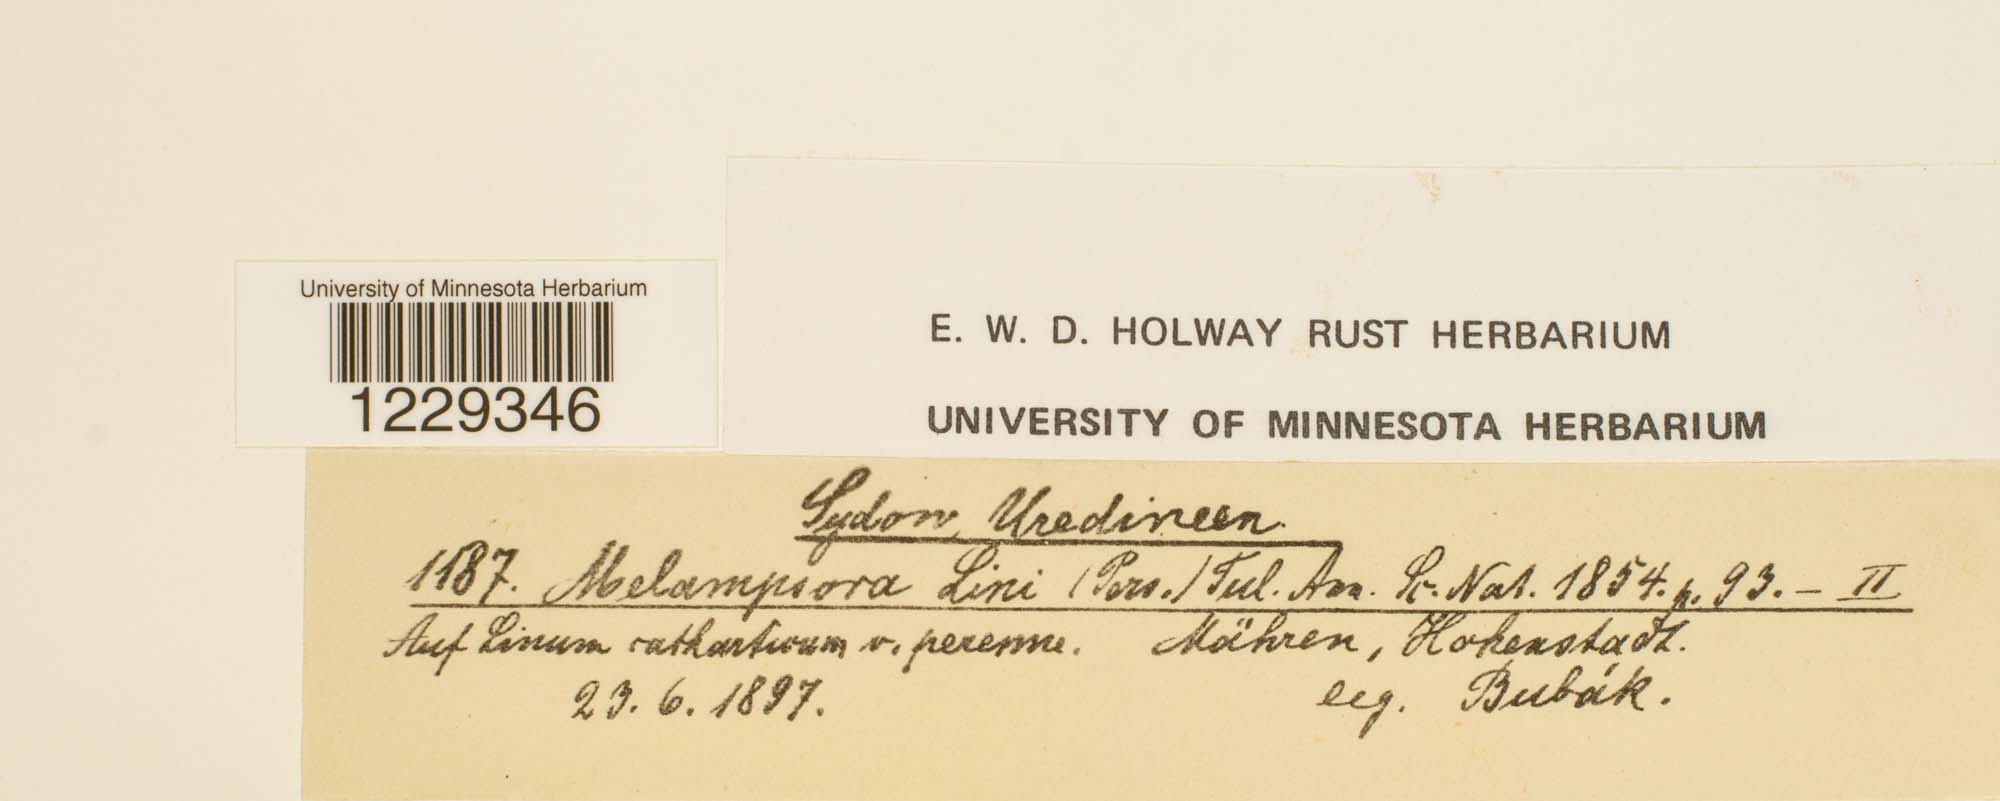 University of Minnesota Herbarium
1229346
E. W. D. HOLWAY RUST HERBARIUM
UNIVERSITY OF MINNESOTA HERBARIUM
Sydow, Uredineen.
1187. Melampsora Lini (Pers.) Tul. Ann. Sc. Nat. 1854. p. 93. – II
Auf Linum catharticum v. perenne. Mähren, Hohenstadt.
23. 6. 1897. leg. Bubák.